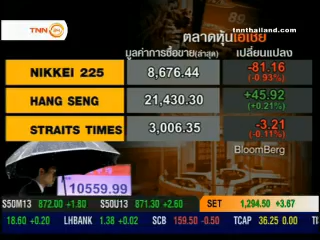 TNN 24
ตลาดหุ้นเอเชีย
tnnthailand.com
89
มูลค่าการซื้อขาย(ล่าสุด) เปลี่ยนแปลง
NIKKEI 225 8,676.44 -81.16
(-0.93%)
HANG SENG 21,430.30 +45.92
(+0.21%)
STRAITS TIMES 3,006.35 -3.21
(-0.11%)
BloomBerg
10559.99
S50M13 872.00 +1.80 S50U13 871.30 +2.60 SET 1,294.50 +3.67
18.60 +0.20 LHBANK 1.38 +0.02 SCB 159.50 -0.50 TCAP 36.25 0.00